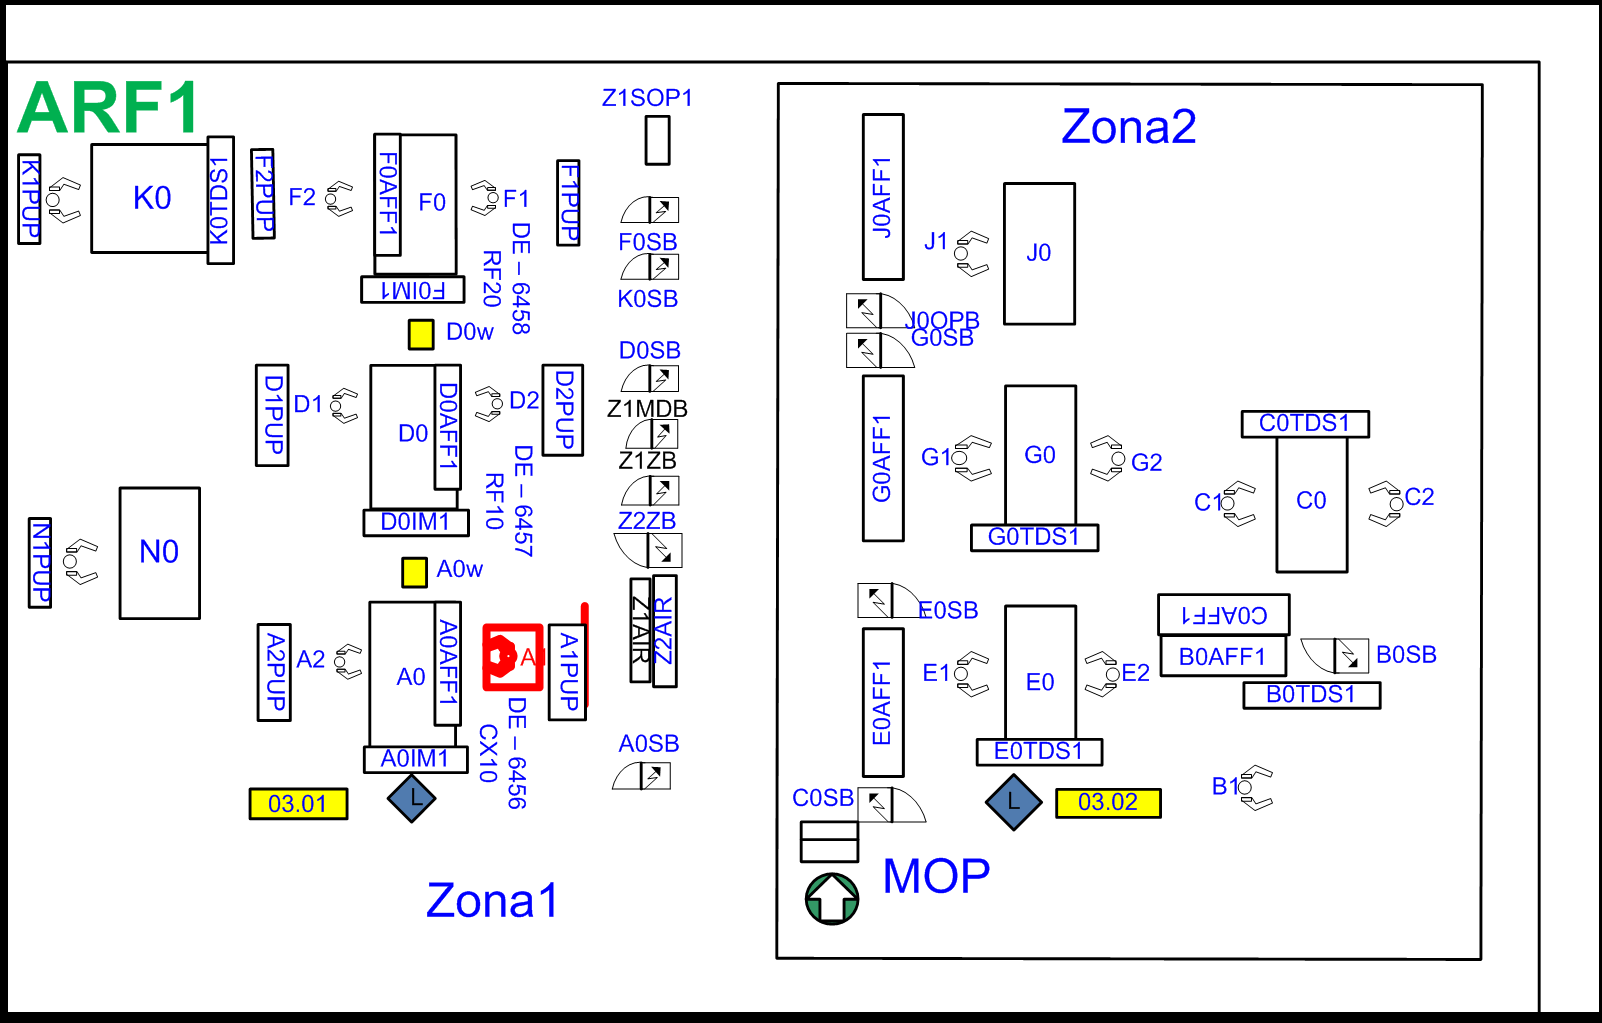 ARF1
Z1SOP1
Zona2
K1PUP
K0
K0TDS1
F2PUP
F2
F0AFF1
F0
F1
F1PUP
F0IM1
DE – 6458
RF20
F0SB
K0SB
J0AFF1
J1
J0
J0OPB
G0SB
D0w
D0SB
Z1MDB
Z1ZB
Z2ZB
D1PUP
D1
D0
D0AFF1
D2
D2PUP
D0IM1
DE – 6457
RF10
G0AFF1
G1
G0
G2
G0TDS1
C0TDS1
C1
C0
C2
N1PUP
N0
A0w
A2PUP
A2
A0
A0AFF1
A1
A1PUP
Z1AIR
Z2AIR
A0IM1
DE – 6456
CX10
A0SB
E0SB
E0AFF1
E1
E0
E2
E0TDS1
C0AFF1
B0AFF1
B0SB
B0TDS1
B1
03.01
L
C0SB
L
03.02
MOP
Zona1